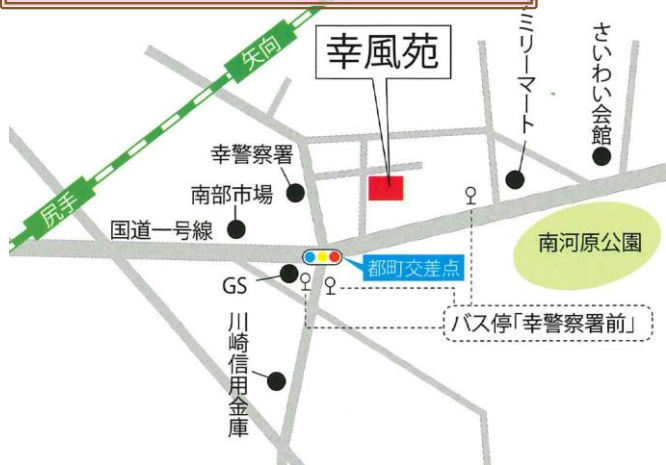 矢向
幸風苑
ミリーマート
さいわい会館
幸警察署
南部市場
尻手
国道一号線
南河原公園
都町交差点
GS
バス停「幸警察署前」
川崎信用金庫